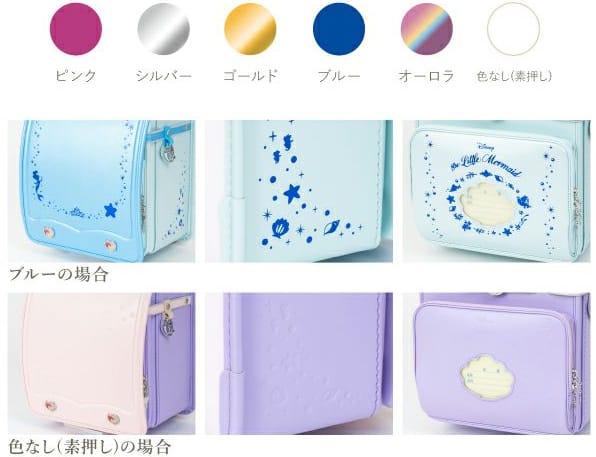 ピンク
シルバー
ゴールド
ブルー
オーロラ
色なし(素押し)
Disney
The Little Mermaid
ブルーの場合
色なし(素押し)の場合